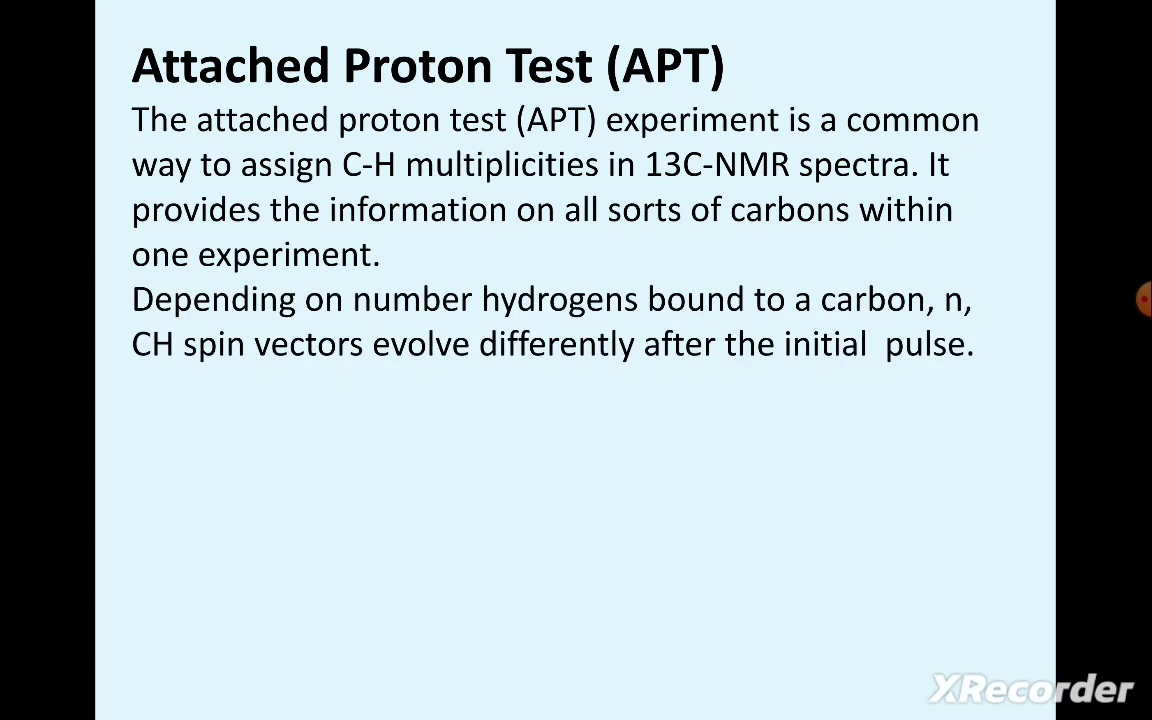 Attached Proton Test (APT)
The attached proton test (APT) experiment is a common
way to assign C-H multiplicities in 13C-NMR spectra. It
provides the information on all sorts of carbons within
one experiment.
Depending on number hydrogens bound to a carbon, n,
CH spin vectors evolve differently after the initial  pulse.
XRecorder